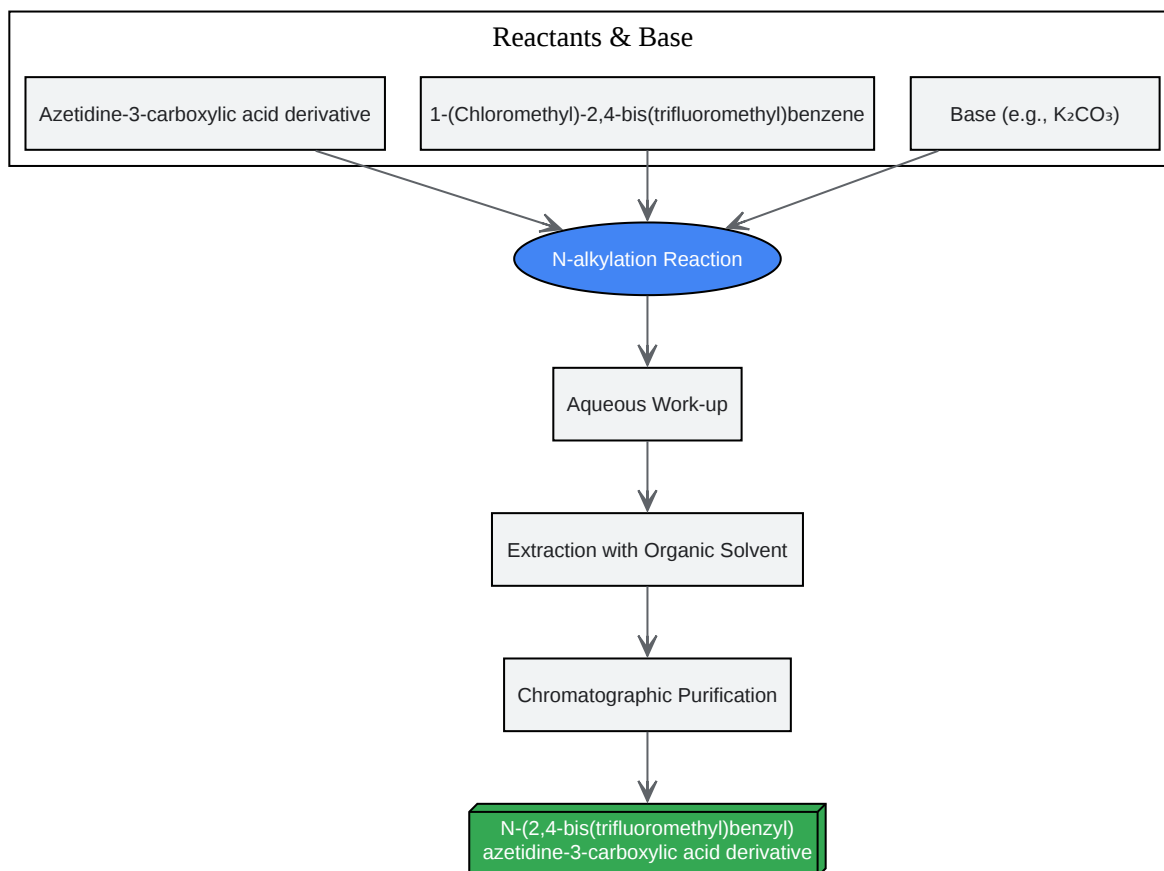 Reactants & Base
Azetidine-3-carboxylic acid derivative
1-(Chloromethyl)-2,4-bis(trifluoromethyl)benzene
Base (e.g., K₂CO₃)
N-alkylation Reaction
Aqueous Work-up
Extraction with Organic Solvent
Chromatographic Purification
N-(2,4-bis(trifluoromethyl)benzyl)
azetidine-3-carboxylic acid derivative